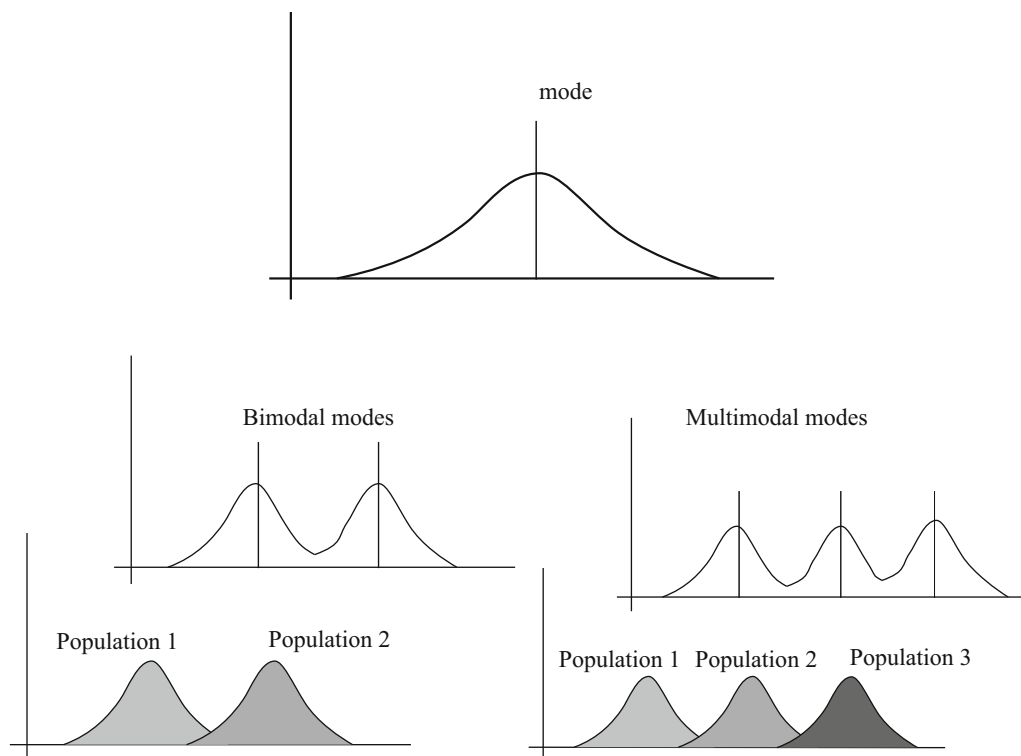 mode
Bimodal modes
Multimodal modes
Population 1
Population 2
Population 1
Population 2
Population 3